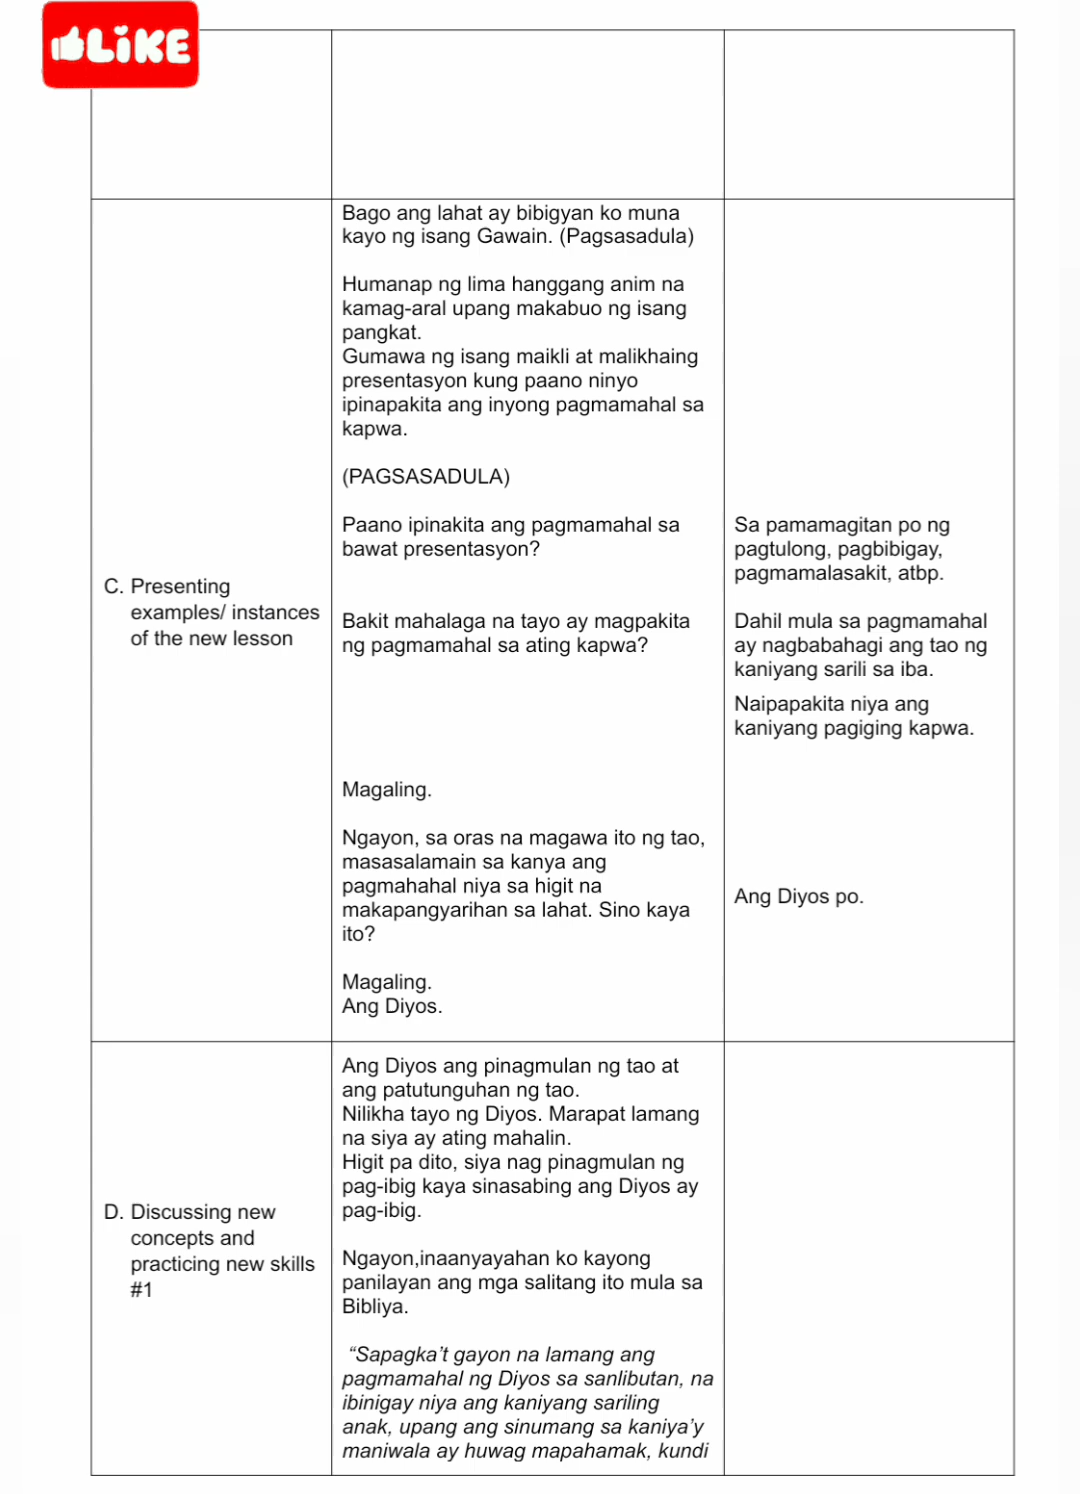 LiKE
Bago ang lahat ay bibigyan ko muna
kayo ng isang Gawain. (Pagsasadula)
Humanap ng lima hanggang anim na
kamag-aral upang makabuo ng isang
pangkat.
Gumawa ng isang maikli at malikhaing
presentasyon kung paano ninyo
ipinapakita ang inyong pagmamahal sa
kapwa.
(PAGSASADULA)
C. Presenting
examples/ instances
of the new lesson
Paano ipinakita ang pagmamahal sa
bawat presentasyon?
Sa pamamagitan po ng
pagtulong, pagbibigay,
pagmamalasakit, atbp.
Bakit mahalaga na tayo ay magpakita
ng pagmamahal sa ating kapwa?
Dahil mula sa pagmamahal
ay nagbabahagi ang tao ng
kaniyang sarili sa iba.
Naipapakita niya ang
kaniyang pagiging kapwa.
Magaling.
Ngayon, sa oras na magawa ito ng tao,
masasalamain sa kanya ang
pagmahahal niya sa higit na
makapangyarihan sa lahat. Sino kaya
ito?
Ang Diyos po.
Magaling.
Ang Diyos.
D. Discussing new
concepts and
practicing new skills
#1
Ang Diyos ang pinagmulan ng tao at
ang patutunguhan ng tao.
Nilikha tayo ng Diyos. Marapat lamang
na siya ay ating mahalin.
Higit pa dito, siya nag pinagmulan ng
pag-ibig kaya sinasabing ang Diyos ay
pag-ibig.
Ngayon,inaanyayahan ko kayong
panilayan ang mga salitang ito mula sa
Bibliya.
“Sapagka’t gayon na lamang ang
pagmamahal ng Diyos sa sanlibutan, na
ibinigay niya ang kaniyang sariling
anak, upang ang sinumang sa kaniya’y
maniwala ay huwag mapahamak, kundi